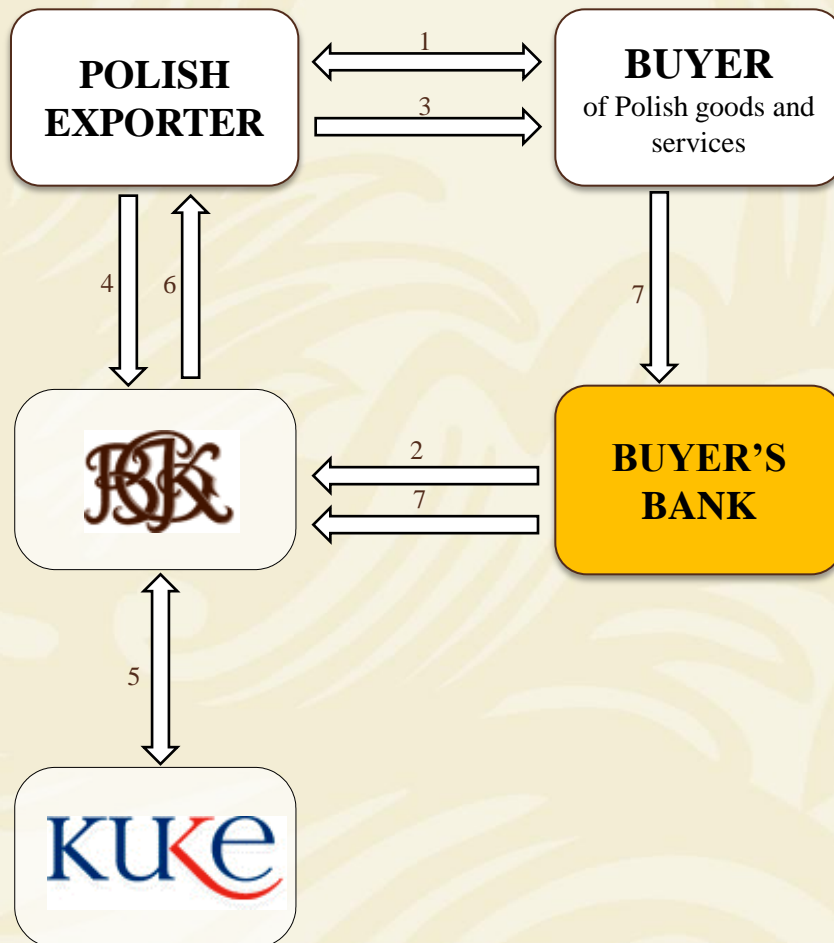 POLISH
EXPORTER
1
3
BUYER
of Polish goods and
services
4
6
7
BGK
2
7
BUYER’S
BANK
5
KUKE